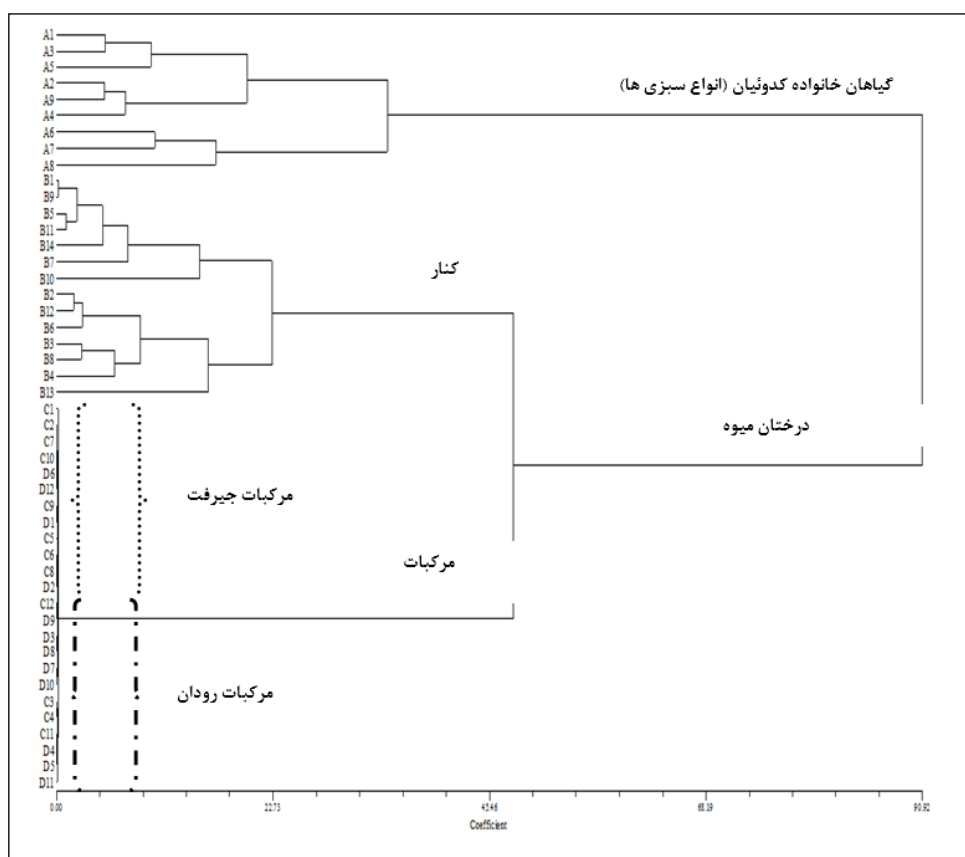 A1
A3
A5
A2
A9
A4
A6
A7
A8
B1
B9
B5
B11
B14
B7
B10
B2
B12
B6
B3
B8
B4
B13
C1
C2
C7
C10
D6
D12
C9
D1
C5
C6
C8
D2
C12
D9
D3
D8
D7
D10
C3
C4
C11
D4
D5
D11
گیاهان خانواده کدوئیان (انواع سبزی ها)
کنار
درختان میوه
مرکبات جیرفت
مرکبات
مرکبات رودان
0.00 22.73 45.46 68.19 90.92
Coefficient